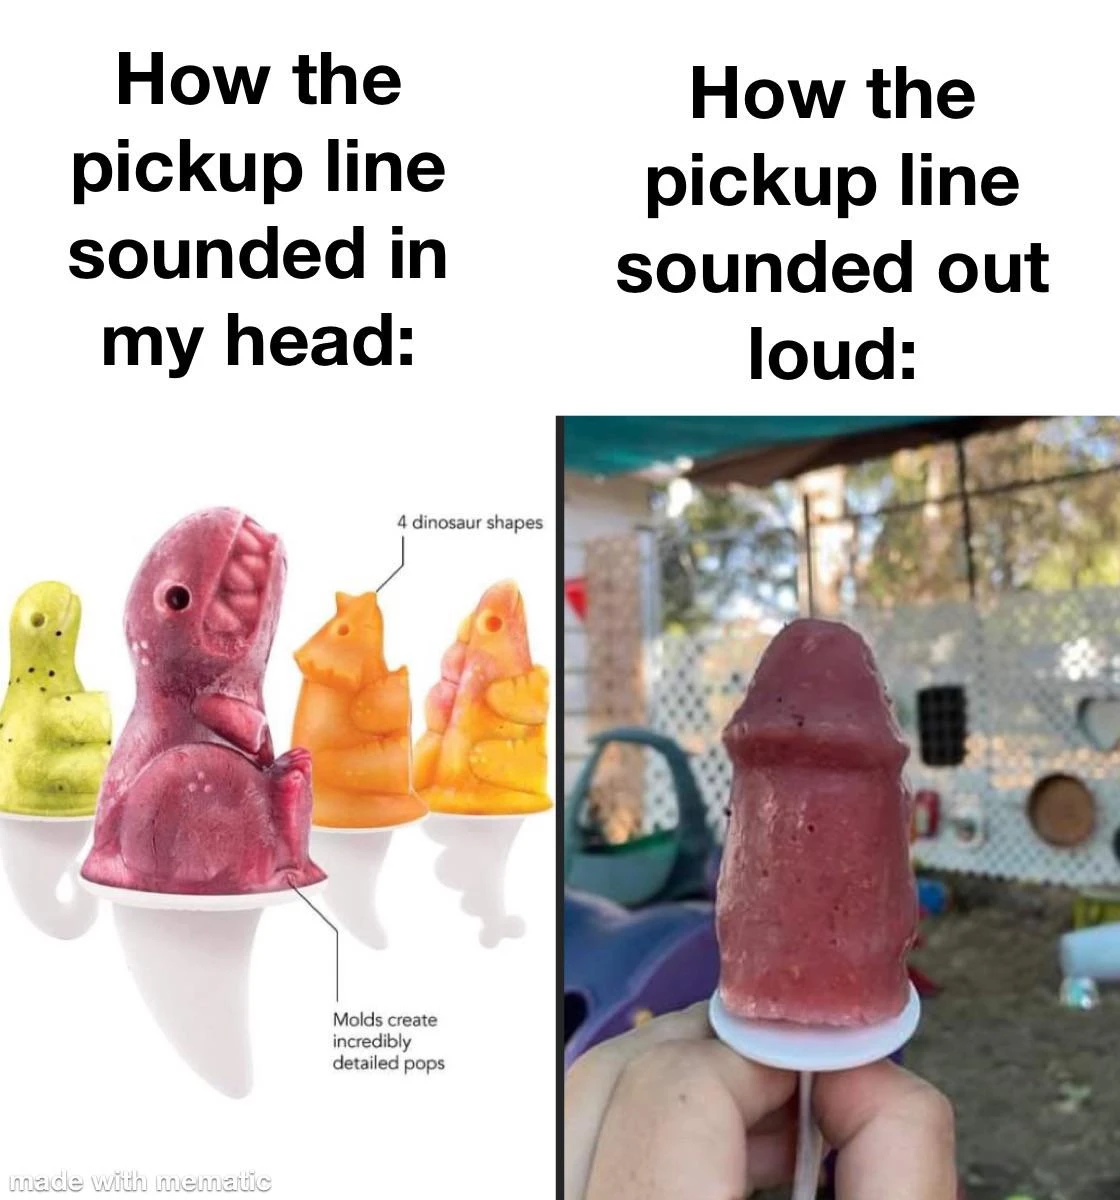 How the
pickup line
sounded in
my head:
How the
pickup line
sounded out
loud:
4 dinosaur shapes
Molds create
incredibly
detailed pops
made with mematic